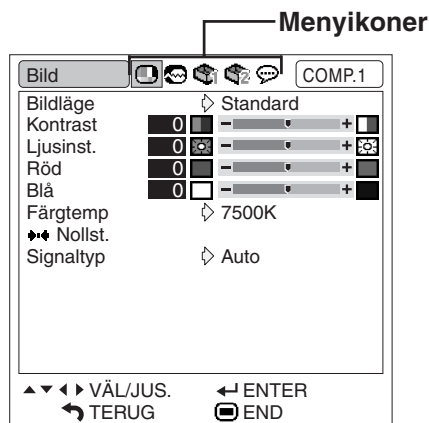 Menyikoner
Bild COMP.1
Bildläge Standard
Kontrast 0 - +
Ljusinst. 0 - +
Röd 0 - +
Blå 0 - +
Färgtemp 7500K
Nollst.
Signaltyp Auto
VÄL/JUS. ENTER
TERUG END